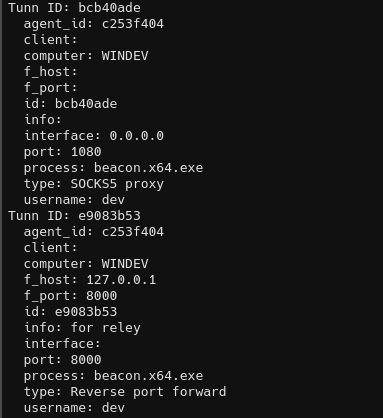 Tunn ID: bcb40ade
agent_id: c253f404
client:
computer: WINDEV
f_host:
f_port:
id: bcb40ade
info:
interface: 0.0.0.0
port: 1080
process: beacon.x64.exe
type: SOCKS5 proxy
username: dev
Tunn ID: e9083b53
agent_id: c253f404
client:
computer: WINDEV
f_host: 127.0.0.1
f_port: 8000
id: e9083b53
info: for reley
interface:
port: 8000
process: beacon.x64.exe
type: Reverse port forward
username: dev